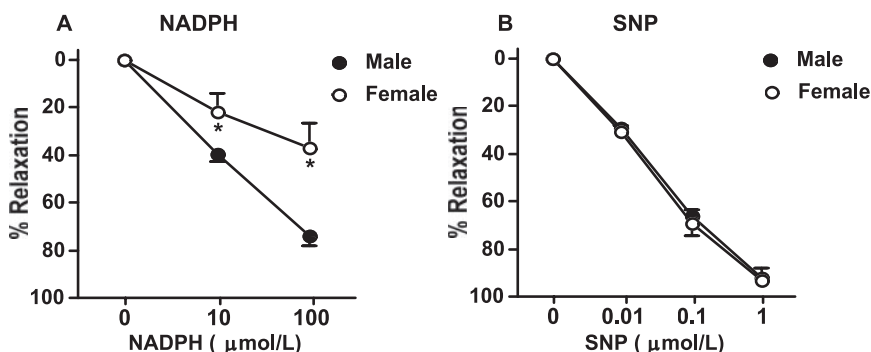 A NADPH
0
20
40
60
80
100
% Relaxation
Male
Female
*
*
0 10 100
NADPH ( μmol/L)
B SNP
0
20
40
60
80
100
% Relaxation
Male
Female
0 0.01 0.1 1
SNP (μmol/L)